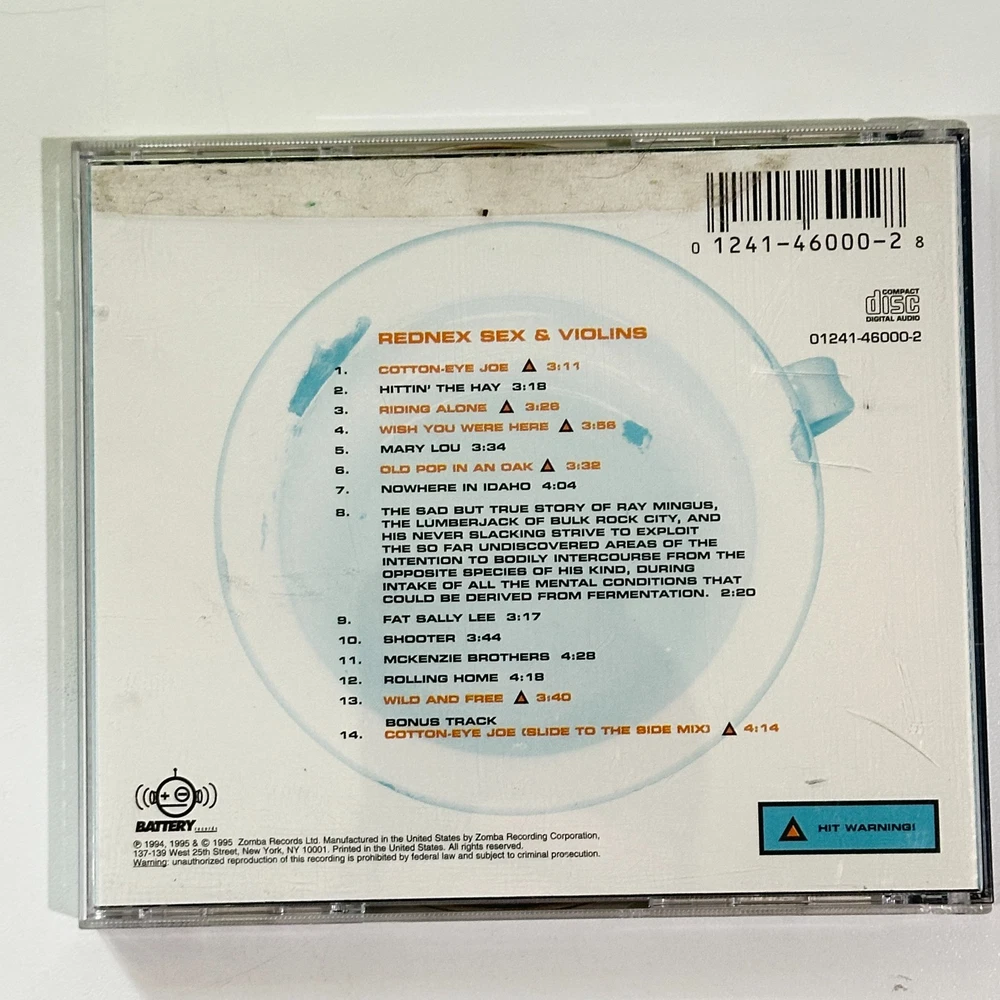 0 1241-46000-2 8
COMPACT
disc
DIGITAL AUDIO
01241-46000-2
REDNEX SEX & VIOLINS
1. COTTON-EYE JOE 3:11
2. HITTIN' THE HAY 3:18
3. RIDING ALONE 3:26
4. WISH YOU WERE HERE 3:56
5. MARY LOU 3:34
6. OLD POP IN AN OAK 3:32
7. NOWHERE IN IDAHO 4:04
8. THE SAD BUT TRUE STORY OF RAY MINGUS,
THE LUMBERJACK OF BULK ROCK CITY, AND
HIS NEVER SLACKING STRIVE TO EXPLOIT
THE SO FAR UNDISCOVERED AREAS OF THE
INTENTION TO BODILY INTERCOURSE FROM THE
OPPOSITE SPECIES OF HIS KIND, DURING
INTAKE OF ALL THE MENTAL CONDITIONS THAT
COULD BE DERIVED FROM FERMENTATION. 2:20
9. FAT SALLY LEE 3:17
10. SHOOTER 3:44
11. MCKENZIE BROTHERS 4:28
12. ROLLING HOME 4:18
13. WILD AND FREE 3:40
BONUS TRACK
14. COTTON-EYE JOE (SLIDE TO THE SIDE MIX) 4:14
BATTERY records
HIT WARNING!
℗ 1994, 1995 & © 1995 Zomba Records Ltd. Manufactured in the United States by Zomba Recording Corporation,
137-139 West 25th Street, New York, NY 10001. Printed in the United States. All rights reserved.
Warning: unauthorized reproduction of this recording is prohibited by federal law and subject to criminal prosecution.